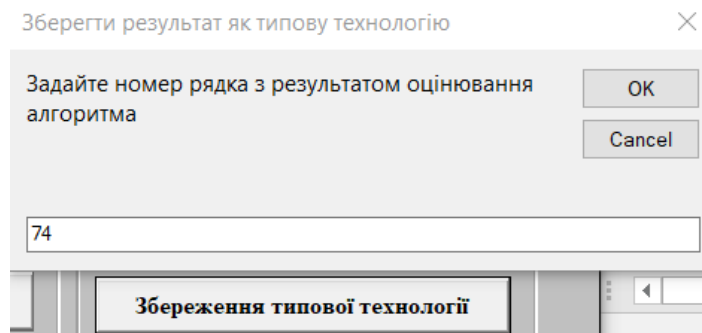 Зберегти результат як типову технологію
Задайте номер рядка з результатом оцінювання
алгоритма
OK
Cancel
74
Збереження типової технології